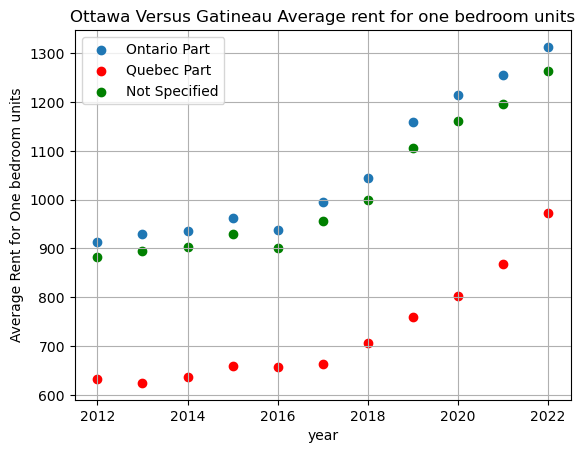 Ottawa Versus Gatineau Average rent for one bedroom units
Ontario Part
Quebec Part
Not Specified
Average Rent for One bedroom units
1300
1200
1100
1000
900
800
700
600
2012
2014
2016
2018
2020
2022
year